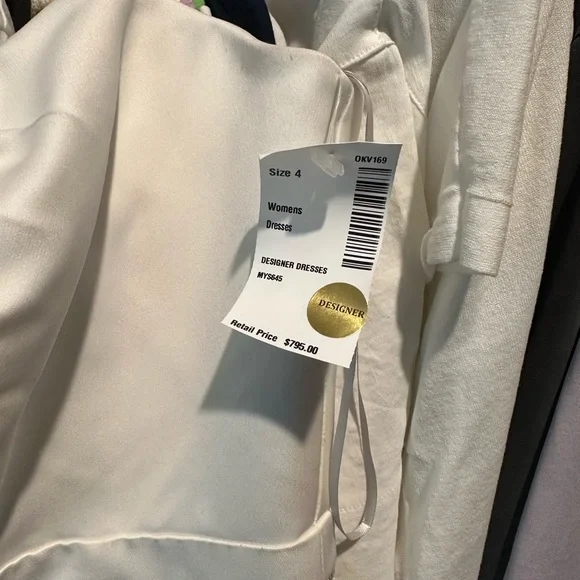 OKV169
Size 4
Womens
Dresses
DESIGNER DRESSES
MYS645
DESIGNER
Retail Price $795.00